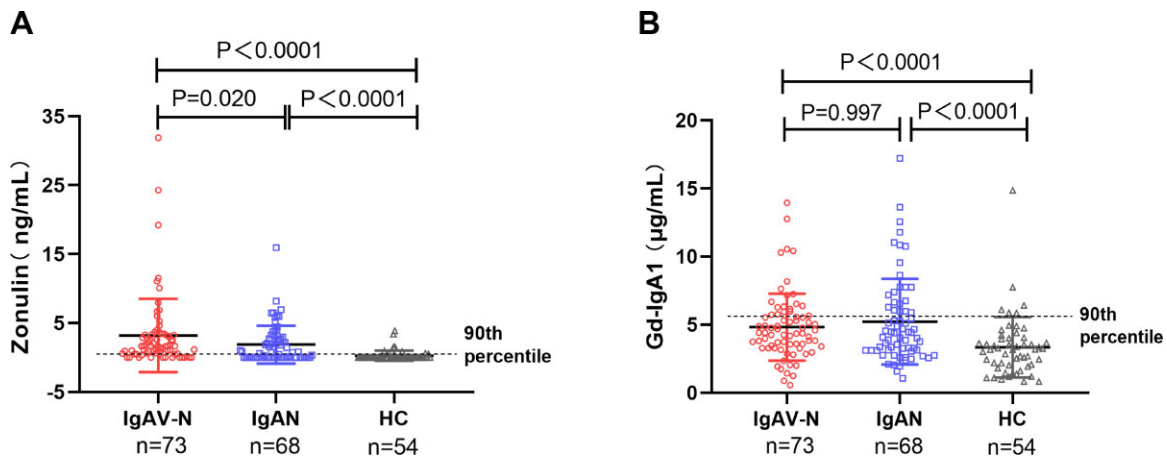 A
P＜0.0001
P=0.020
P＜0.0001
Zonulin（ng/mL）
35
25
15
5
-5
90th
percentile
IgAV-N
IgAN
HC
n=73
n=68
n=54
B
P＜0.0001
P=0.997
P＜0.0001
Gd-IgA1（μg/mL）
20
15
10
5
0
90th
percentile
IgAV-N
IgAN
HC
n=73
n=68
n=54